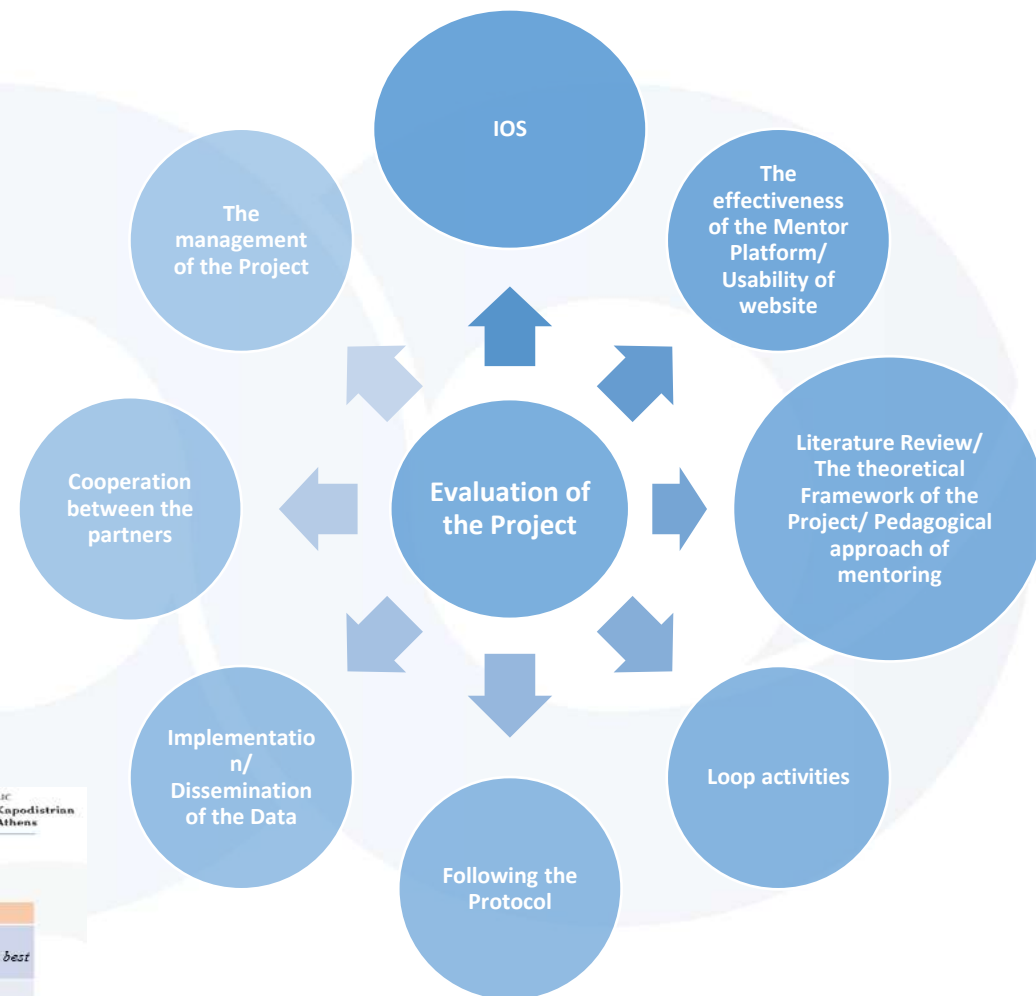 IOS
The
effectiveness
of the Mentor
Platform/
Usability of
website
The
management
of the Project
Literature Review/
The theoretical
Framework of the
Project/ Pedagogical
approach of
mentoring
Evaluation of
the Project
Cooperation
between the
partners
Loop activities
Implementatio
n/
Dissemination
of the Data
Following the
Protocol
Kapodistrian
Athens
best